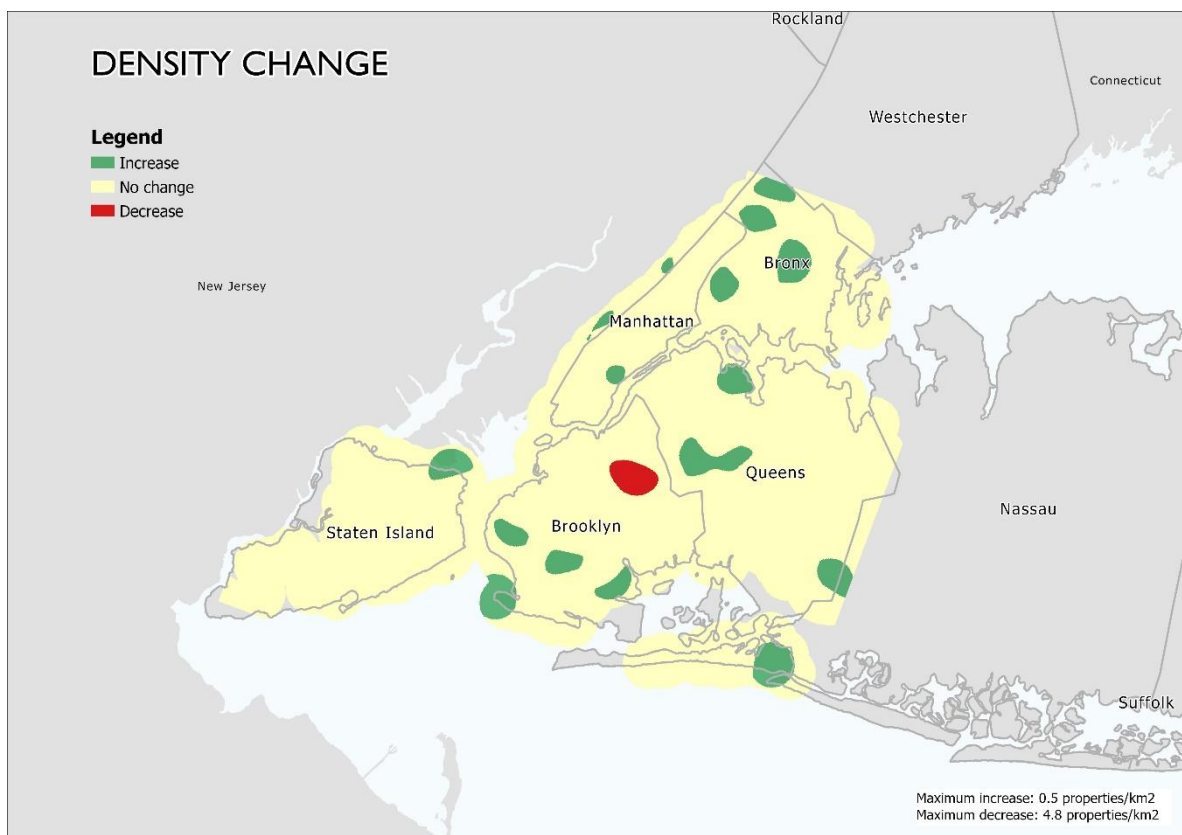 Rockland
DENSITY CHANGE
Connecticut
Westchester
Legend
Increase
No change
Decrease
Bronx
New Jersey
Manhattan
Queens
Nassau
Brooklyn
Staten Island
Suffolk
Maximum increase: 0.5 properties/km2
Maximum decrease: 4.8 properties/km2